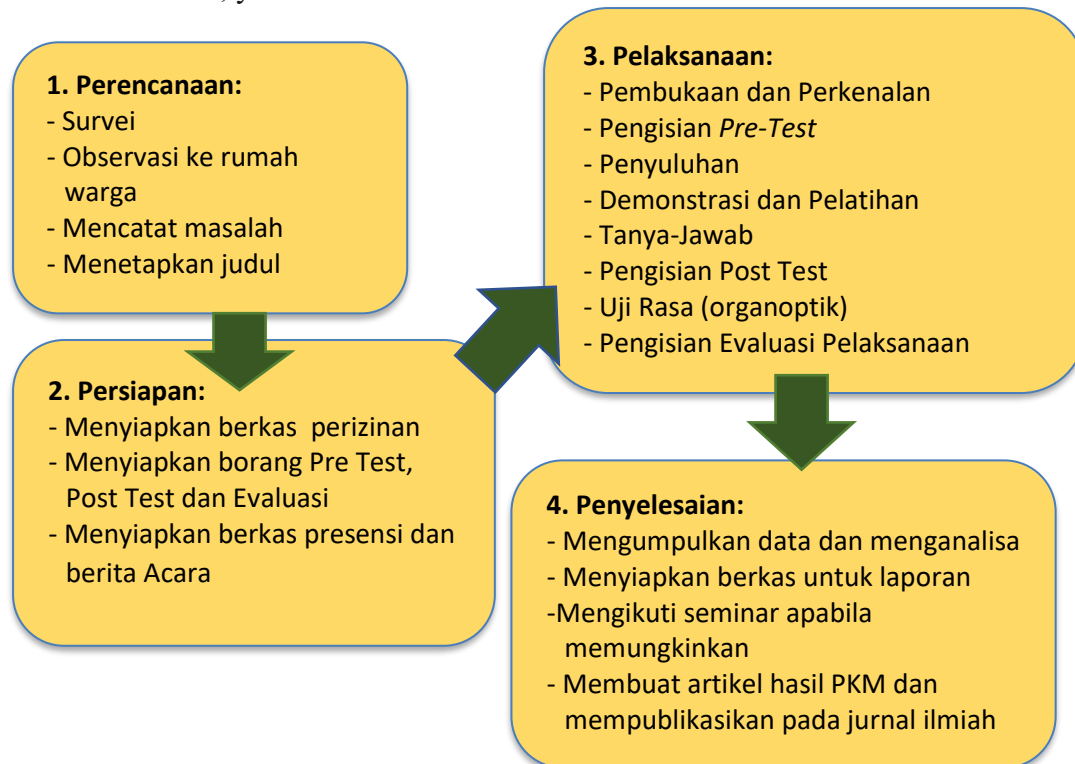 1. Perencanaan:
- Survei
- Observasi ke rumah
warga
- Mencatat masalah
- Menetapkan judul
2. Persiapan:
- Menyiapkan berkas perizinan
- Menyiapkan borang Pre Test,
Post Test dan Evaluasi
- Menyiapkan berkas presensi dan
berita Acara
3. Pelaksanaan:
- Pembukaan dan Perkenalan
- Pengisian Pre-Test
- Penyuluhan
- Demonstrasi dan Pelatihan
- Tanya-Jawab
- Pengisian Post Test
- Uji Rasa (organoptik)
- Pengisian Evaluasi Pelaksanaan
4. Penyelesaian:
- Mengumpulkan data dan menganalisa
- Menyiapkan berkas untuk laporan
-Mengikuti seminar apabila
memungkinkan
- Membuat artikel hasil PKM dan
mempublikasikan pada jurnal ilmiah